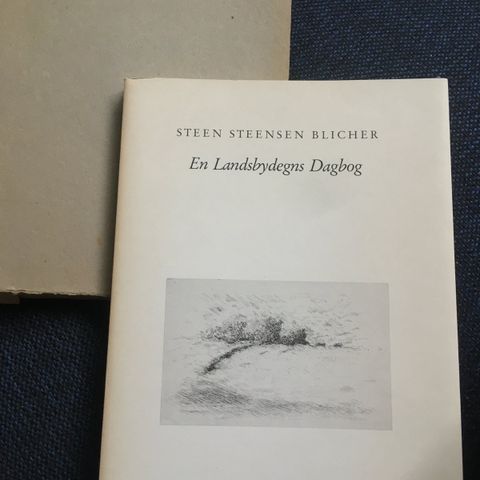 STEEN STEENSEN BLICHER
En Landsbydegns Dagbog